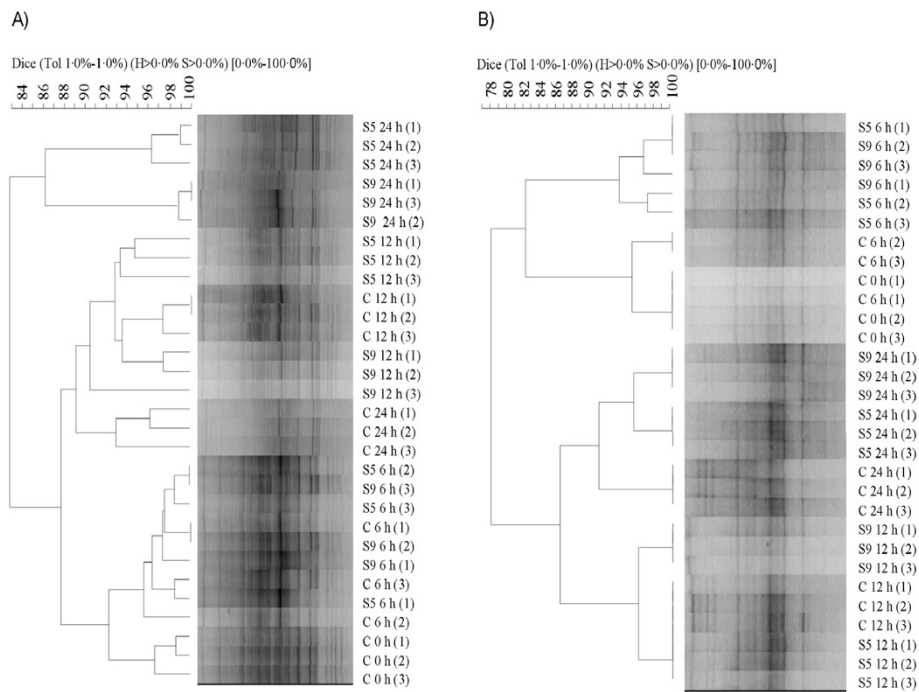 A)
Dice (Tol 1·0%-1·0%) (H>0·0% S>0·0%) [0·0%-100·0%]
84 86 88 90 92 94 96 98 100
S5 24 h (1)
S5 24 h (2)
S5 24 h (3)
S9 24 h (1)
S9 24 h (3)
S9 24 h (2)
S5 12 h (1)
S5 12 h (2)
S5 12 h (3)
C 12 h (1)
C 12 h (2)
C 12 h (3)
S9 12 h (1)
S9 12 h (2)
S9 12 h (3)
C 24 h (1)
C 24 h (2)
C 24 h (3)
S5 6 h (2)
S9 6 h (3)
S5 6 h (3)
C 6 h (1)
S9 6 h (2)
S9 6 h (1)
C 6 h (3)
S5 6 h (1)
C 6 h (2)
C 0 h (1)
C 0 h (2)
C 0 h (3)
B)
Dice (Tol 1·0%-1·0%) (H>0·0% S>0·0%) [0·0%-100·0%]
78 80 82 84 86 88 90 92 94 96 98 100
S5 6 h (1)
S9 6 h (2)
S9 6 h (3)
S9 6 h (1)
S5 6 h (2)
S5 6 h (3)
C 6 h (2)
C 6 h (3)
C 0 h (1)
C 6 h (1)
C 0 h (2)
C 0 h (3)
S9 24 h (1)
S9 24 h (2)
S9 24 h (3)
S5 24 h (1)
S5 24 h (2)
S5 24 h (3)
C 24 h (1)
C 24 h (2)
C 24 h (3)
S9 12 h (1)
S9 12 h (2)
S9 12 h (3)
C 12 h (1)
C 12 h (2)
C 12 h (3)
S5 12 h (1)
S5 12 h (2)
S5 12 h (3)